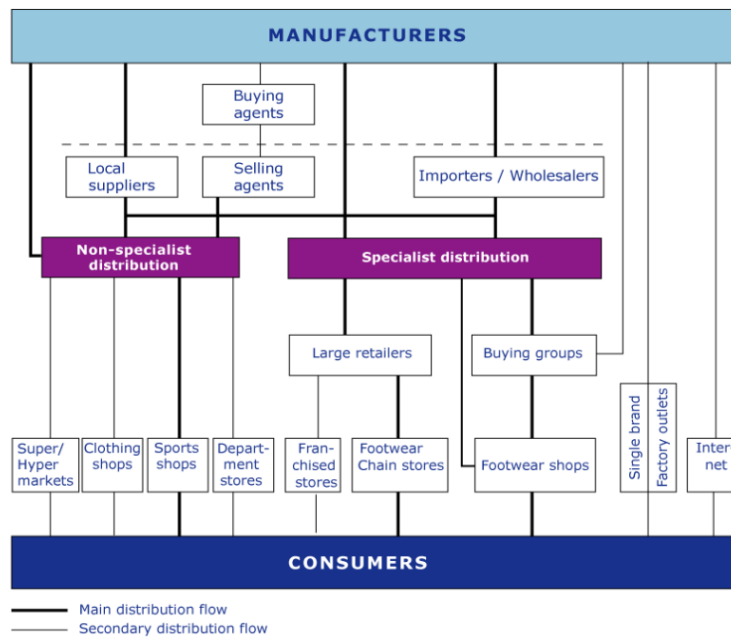 MANUFACTURERS
Buying
agents
Local
suppliers
Selling
agents
Importers / Wholesalers
Non-specialist
distribution
Specialist distribution
Large retailers
Buying groups
Super/
Hyper
markets
Clothing
shops
Sports
shops
Depart-
ment
stores
Fran-
chised
stores
Footwear
Chain stores
Footwear shops
Single brand
Factory outlets
Inter-
net
CONSUMERS
Main distribution flow
Secondary distribution flow